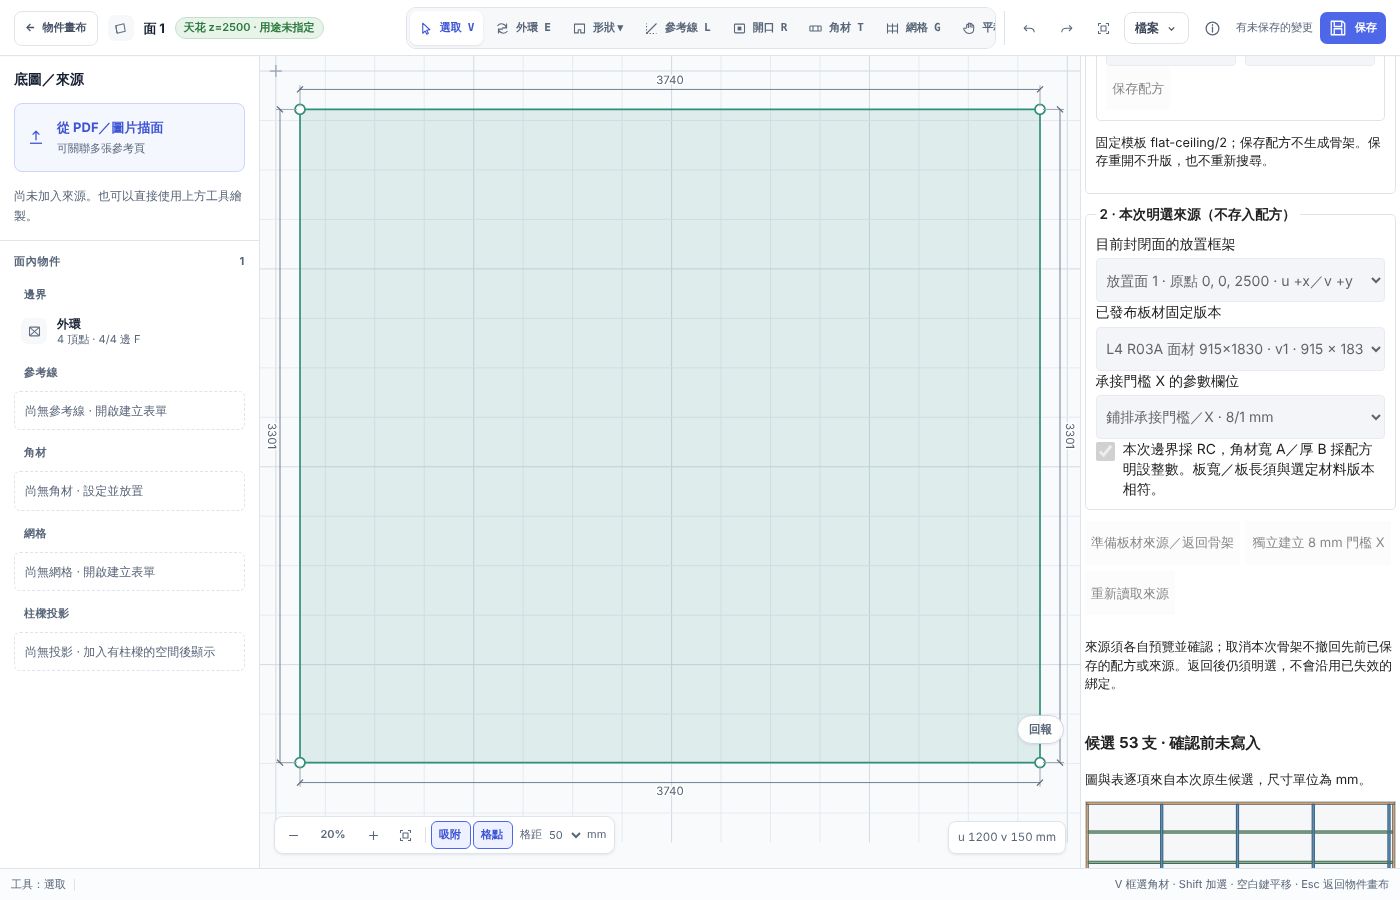 物件畫布
面 1
天花 z=2500 · 用途未指定
選取 V
外環 E
形狀▾
參考線 L
開口 R
角材 T
網格 G
檔案
有未保存的變更
保存
底圖／來源
從 PDF／圖片描面
可關聯多張參考頁
尚未加入來源。也可以直接使用上方工具繪
製。
面內物件
1
邊界
外環
4 頂點 · 4/4 邊 F
參考線
尚無參考線 · 開啟建立表單
角材
尚無角材 · 設定並放置
網格
尚無網格 · 開啟建立表單
柱樑投影
尚無投影 · 加入有柱樑的空間後顯示
3740
3301
3301
3740
回報
20%
吸附
格點
格距
50
mm
u 1200 v 150 mm
保存配方
固定模板 flat-ceiling/2；保存配方不生成骨架。保
存重開不升版，也不重新搜尋。
2 · 本次明選來源（不存入配方）
目前封閉面的放置框架
放置面 1 · 原點 0, 0, 2500 · u +x／v +y
已發布板材固定版本
L4 R03A 面材 915×1830 · v1 · 915 × 183
承接門檻 X 的參數欄位
鋪排承接門檻／X · 8/1 mm
本次邊界採 RC，角材寬 A／厚 B 採配方
明設整數。板寬／板長須與選定材料版本
相符。
準備板材來源／返回骨架
獨立建立 8 mm 門檻 X
重新讀取來源
來源須各自預覽並確認；取消本次骨架不撤回先前已保
存的配方或來源。返回後仍須明選，不會沿用已失效的
綁定。
候選 53 支 · 確認前未寫入
圖與表逐項來自本次原生候選，尺寸單位為 mm。
工具：選取
V 框選角材 · Shift 加選 · 空白鍵平移 · Esc 返回物件畫布